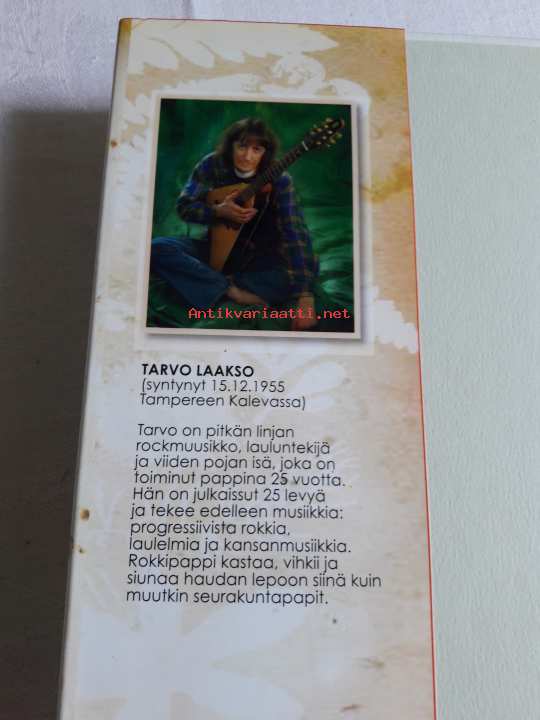 Antikvariaatti.net
TARVO LAAKSO
(syntynyt 15.12.1955
Tampereen Kalevassa)
Tarvo on pitkän linjan
rockmuusikko, lauluntekijä
ja viiden pojan isä, joka on
toiminut pappina 25 vuotta.
Hän on julkaissut 25 levyä
ja tekee edelleen musiikkia:
progressiivista rokkia,
laulelmia ja kansanmusiikkia.
Rokkipappi kastaa, vihkii ja
siunaa haudan lepoon siinä kuin
muutkin seurakuntapapit.